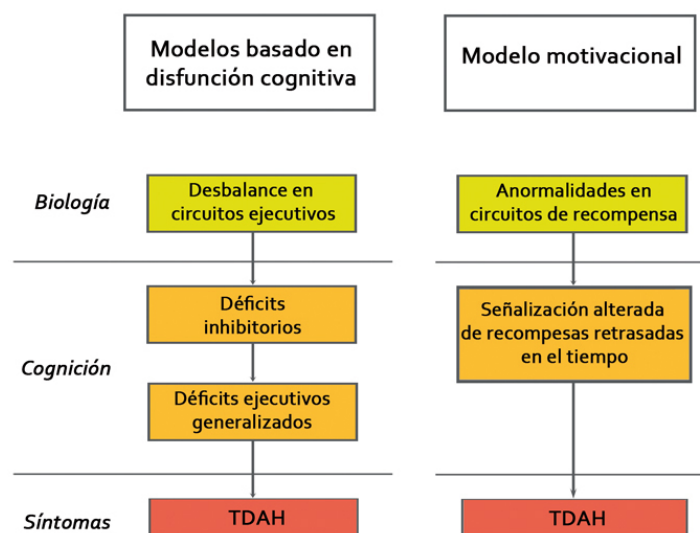 Modelos basado en
disfunción cognitiva
Modelo motivacional
Biología
Desbalance en
circuitos ejecutivos
Anormalidades en
circuitos de recompensa
Cognición
Déficits
inhibitorios
Déficits ejecutivos
generalizados
Señalización alterada
de recompesas retrasadas
en el tiempo
Síntomas
TDAH
TDAH